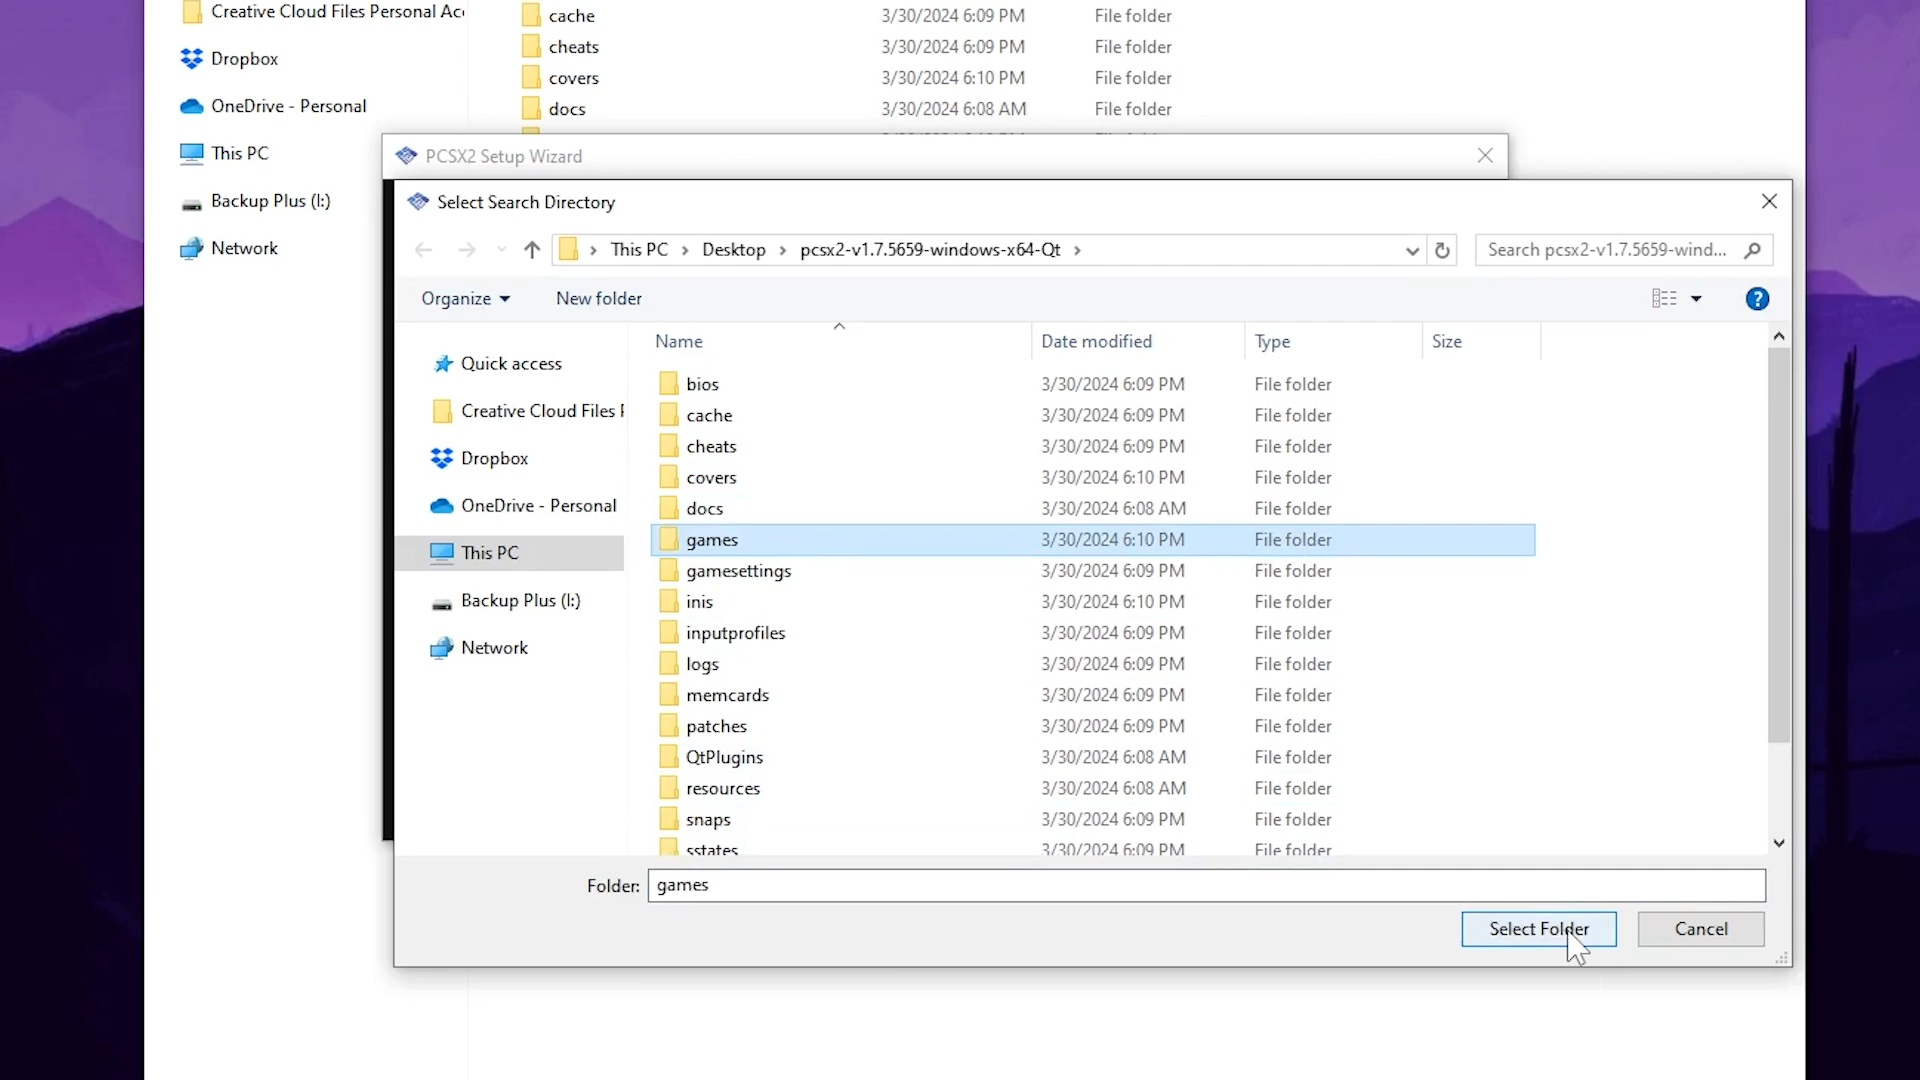 Creative Cloud Files Personal Acc
Dropbox
OneDrive - Personal
This PC
Backup Plus (I:)
Network
cache 3/30/2024 6:09 PM File folder
cheats 3/30/2024 6:09 PM File folder
covers 3/30/2024 6:10 PM File folder
docs 3/30/2024 6:08 AM File folder
PCSX2 Setup Wizard
Select Search Directory
This PC > Desktop > pcsx2-v1.7.5659-windows-x64-Qt >
Search pcsx2-v1.7.5659-wind...
Organize New folder
?
Quick access
Creative Cloud Files
Dropbox
OneDrive - Personal
This PC
Backup Plus (I:)
Network
Name Date modified Type Size
bios 3/30/2024 6:09 PM File folder
cache 3/30/2024 6:09 PM File folder
cheats 3/30/2024 6:09 PM File folder
covers 3/30/2024 6:10 PM File folder
docs 3/30/2024 6:08 AM File folder
games 3/30/2024 6:10 PM File folder
gamesettings 3/30/2024 6:09 PM File folder
inis 3/30/2024 6:10 PM File folder
inputprofiles 3/30/2024 6:09 PM File folder
logs 3/30/2024 6:09 PM File folder
memcards 3/30/2024 6:09 PM File folder
patches 3/30/2024 6:09 PM File folder
QtPlugins 3/30/2024 6:08 AM File folder
resources 3/30/2024 6:08 AM File folder
snaps 3/30/2024 6:09 PM File folder
sstates 3/30/2024 6:09 PM File folder
Folder: games
Select Folder Cancel